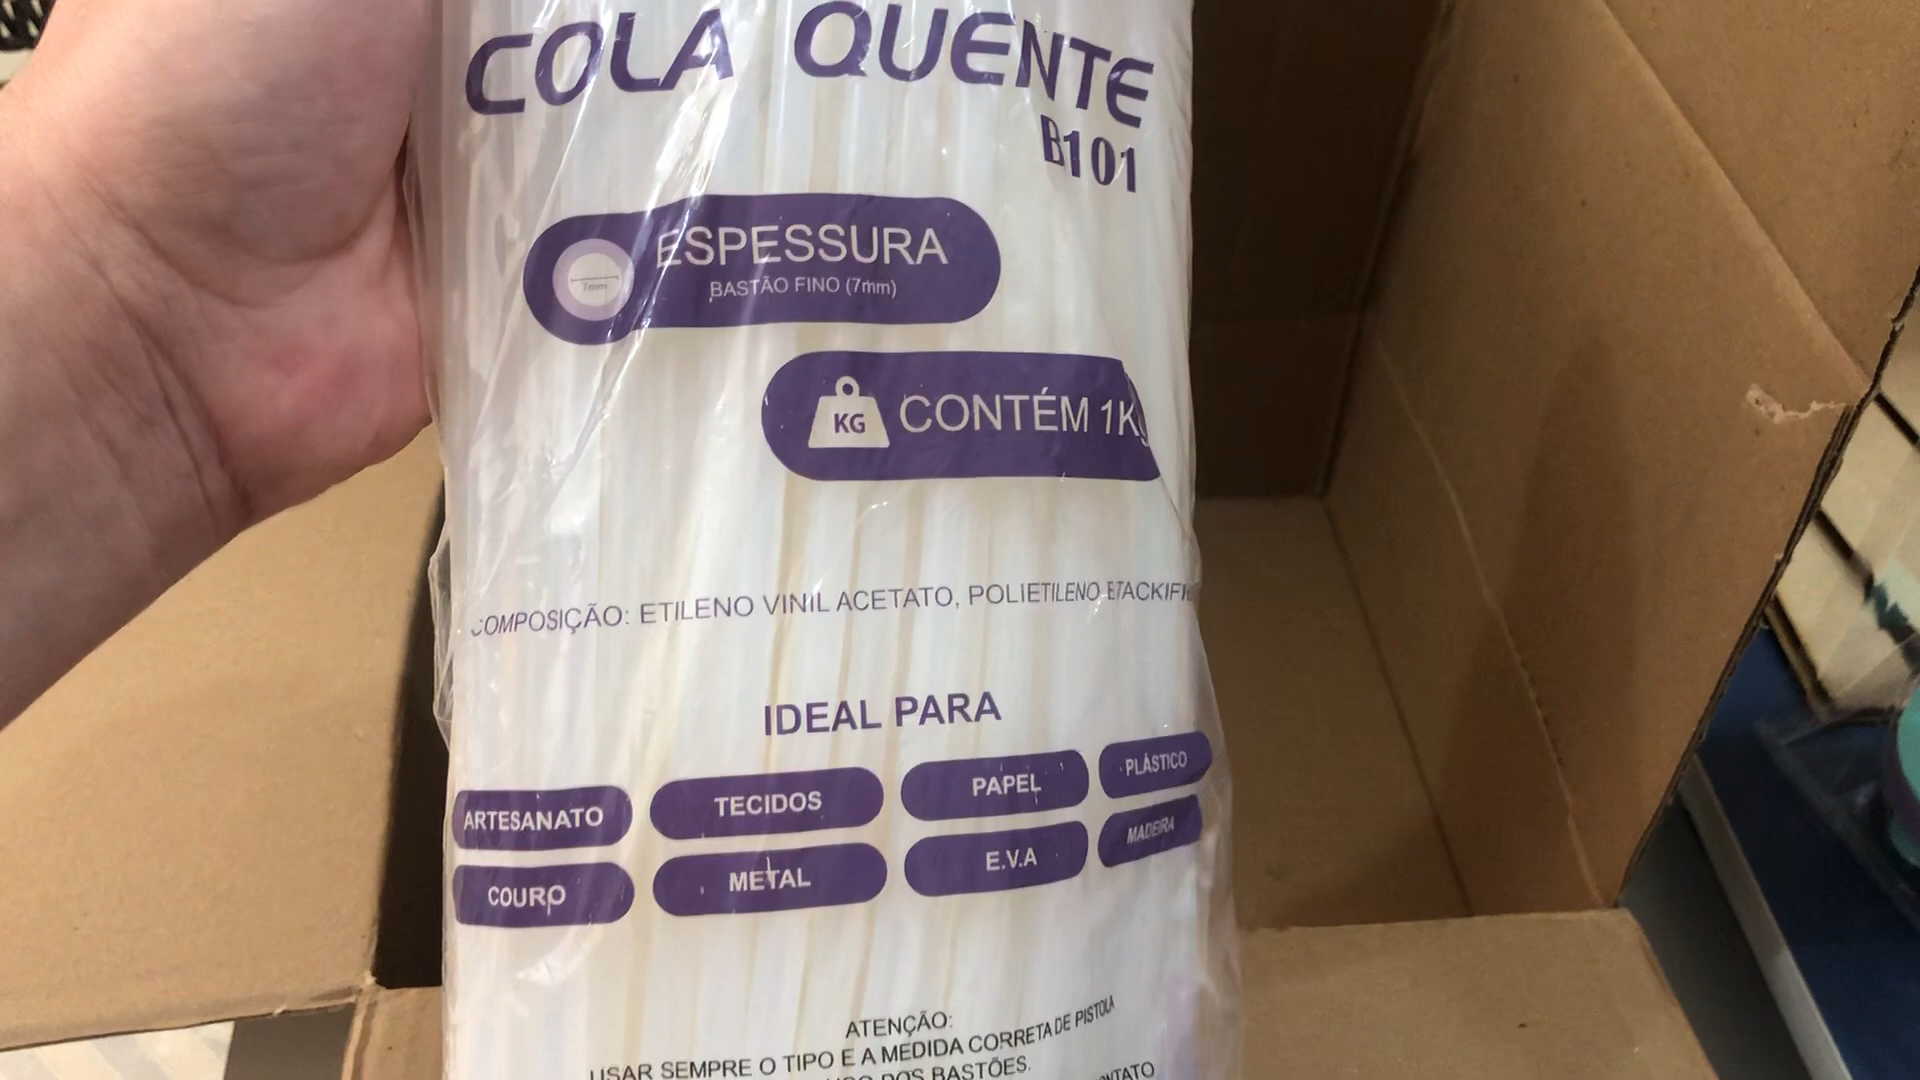 COLA QUENTE
B101
ESPESSURA
7mm
BASTÃO FINO (7mm)
KG
CONTÉM 1K
COMPOSIÇÃO: ETILENO VINIL ACETATO, POLIETILENO E
IDEAL PARA
ARTESANATO TECIDOS PAPEL PLÁSTICO
COURO METAL E.V.A MADEIRA
ATENÇÃO:
USAR SEMPRE O TIPO E A MEDIDA CORRETA DE PISTOLA
DOS BASTÕES.